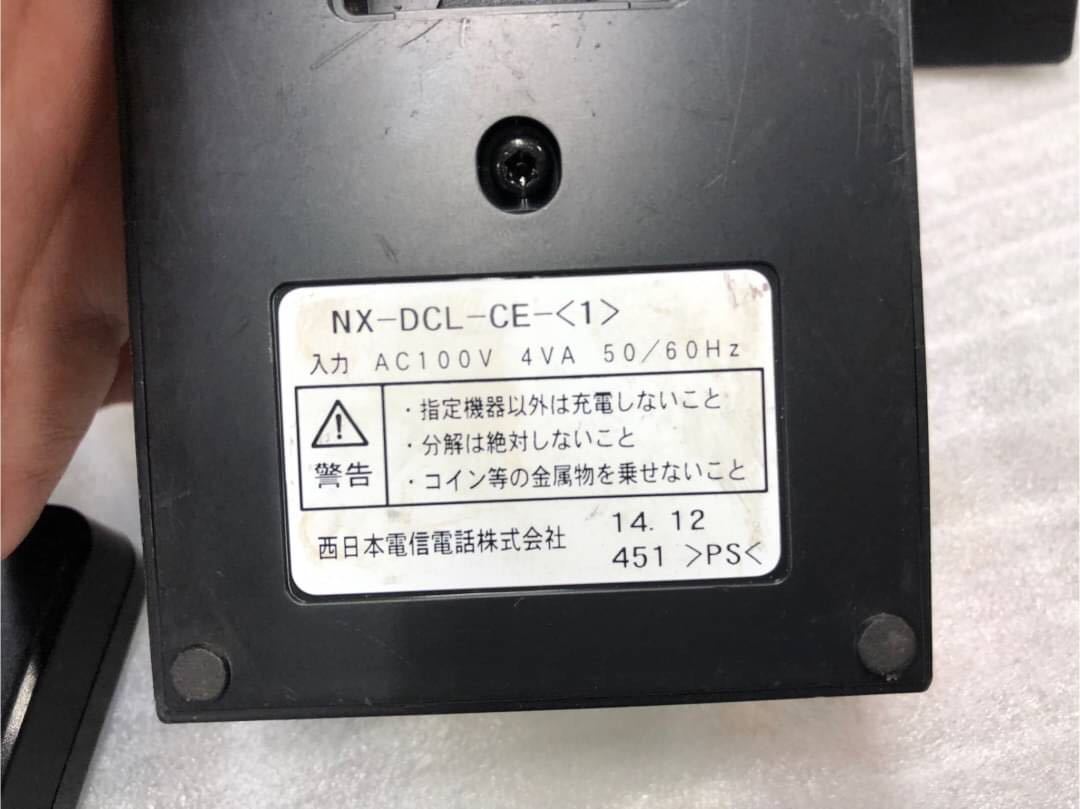 NX-DCL-CE-<1>
入力 AC100V 4VA 50/60Hz
・指定機器以外は充電しないこと
・分解は絶対しないこと
警告 ・コイン等の金属物を乗せないこと
西日本電信電話株式会社 14.12
451 >PS<